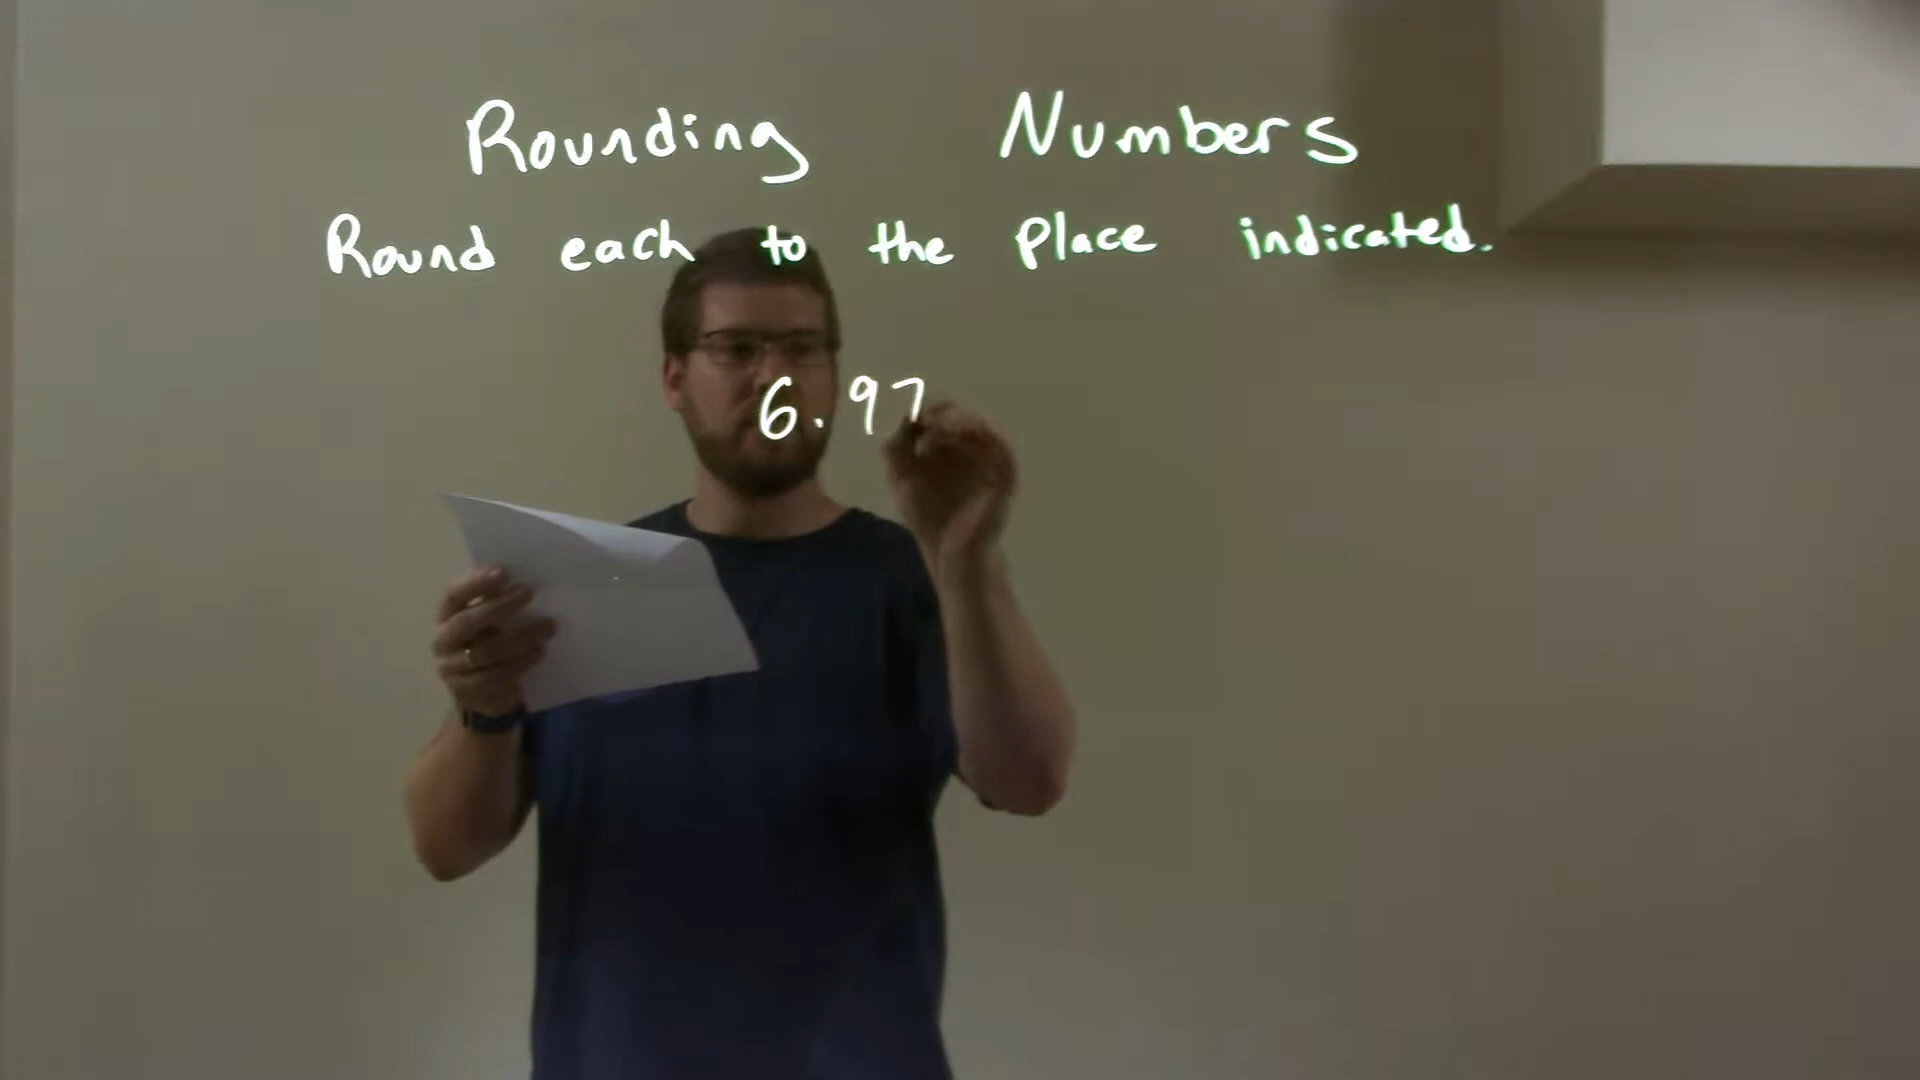 Rounding Numbers
Round each to the place indicated.
6.97